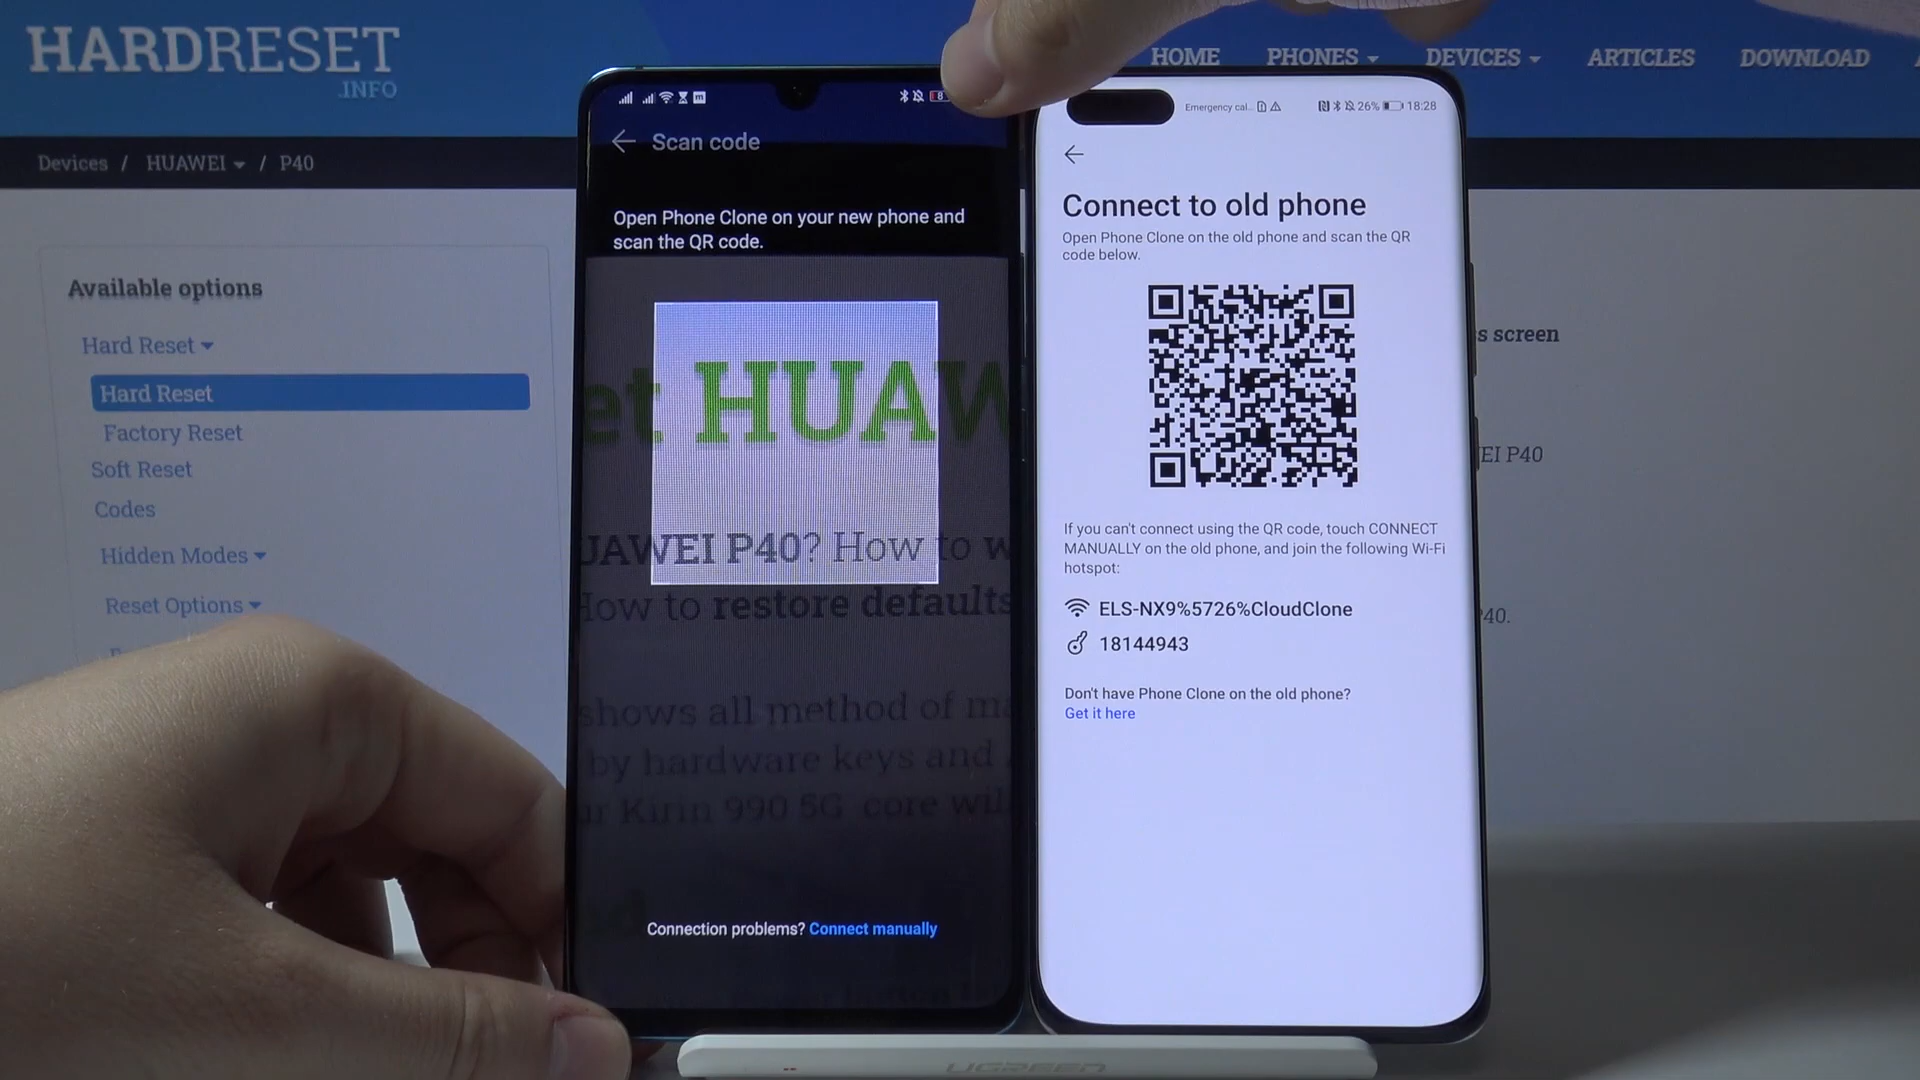 HARDRESET
.INFO
HOME PHONES DEVICES ARTICLES DOWNLOAD
Devices / HUAWEI / P40
Available options
Hard Reset
Hard Reset
Factory Reset
Soft Reset
Codes
Hidden Modes
Reset Options
8
Scan code
Open Phone Clone on your new phone and
scan the QR code.
et HUAW
UAWEI P40? How to w
How to restore defaults
shows all method of ma
by hardware keys and
ur Kirin 990 5G core wil
Connection problems? Connect manually
Emergency cal... 26% 18:28
Connect to old phone
Open Phone Clone on the old phone and scan the QR
code below.
If you can't connect using the QR code, touch CONNECT
MANUALLY on the old phone, and join the following Wi-Fi
hotspot:
ELS-NX9%5726%CloudClone
18144943
Don't have Phone Clone on the old phone?
Get it here
s screen
EI P40
P40.
UGREEN